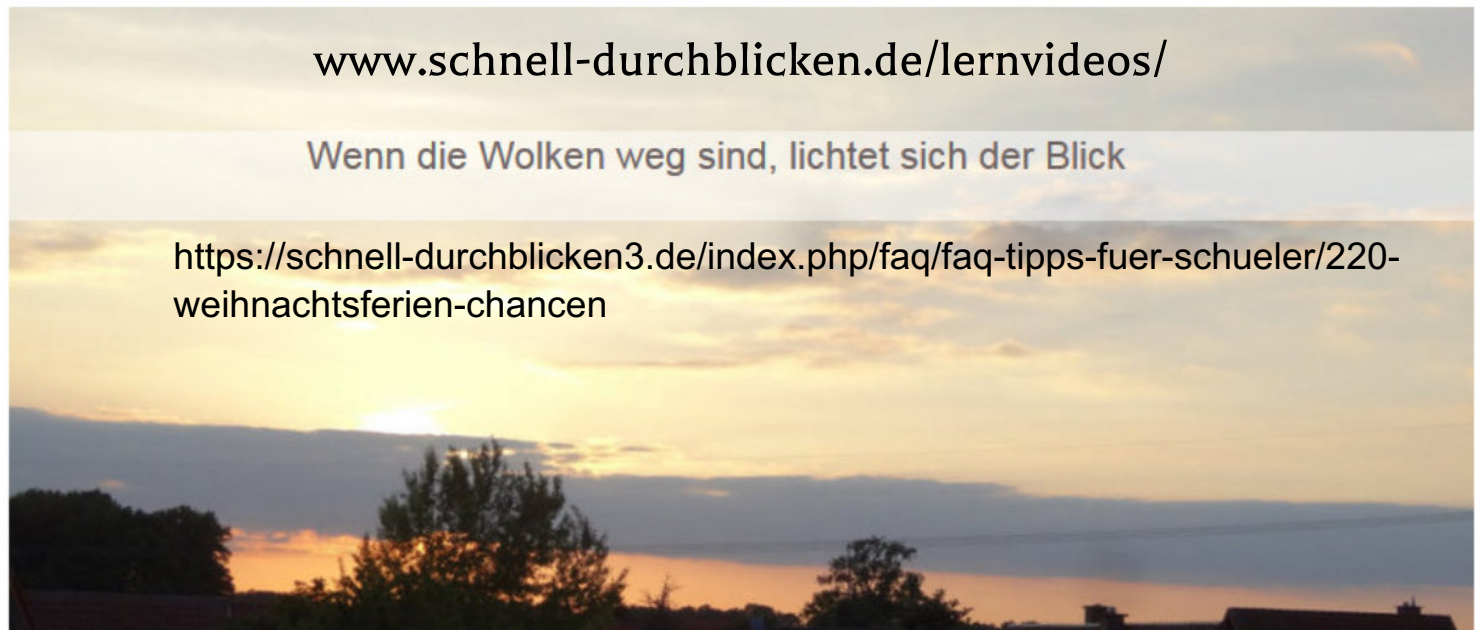 www.schnell-durchblicken.de/lernvideos/
Wenn die Wolken weg sind, lichtet sich der Blick
https://schnell-durchblicken3.de/index.php/faq/faq-tipps-fuer-schueler/220-
weihnachtsferien-chancen